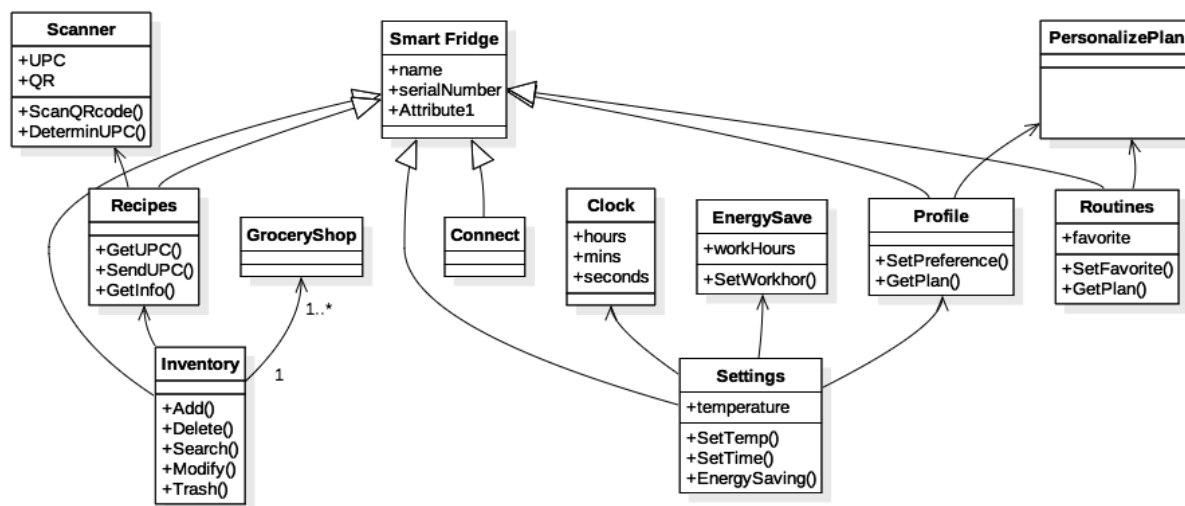 Scanner
+UPC
+QR
+ScanQRcode()
+DeterminUPC()
Smart Fridge
+name
+serialNumber
+Attribute1
PersonalizePlan
Recipes
+GetUPC()
+SendUPC()
+GetInfo()
GroceryShop
Connect
Clock
+hours
+mins
+seconds
EnergySave
+workHours
+SetWorkhor()
Profile
+SetPreference()
+GetPlan()
Routines
+favorite
+SetFavorite()
+GetPlan()
1..*
1
Inventory
+Add()
+Delete()
+Search()
+Modify()
+Trash()
Settings
+temperature
+SetTemp()
+SetTime()
+EnergySaving()